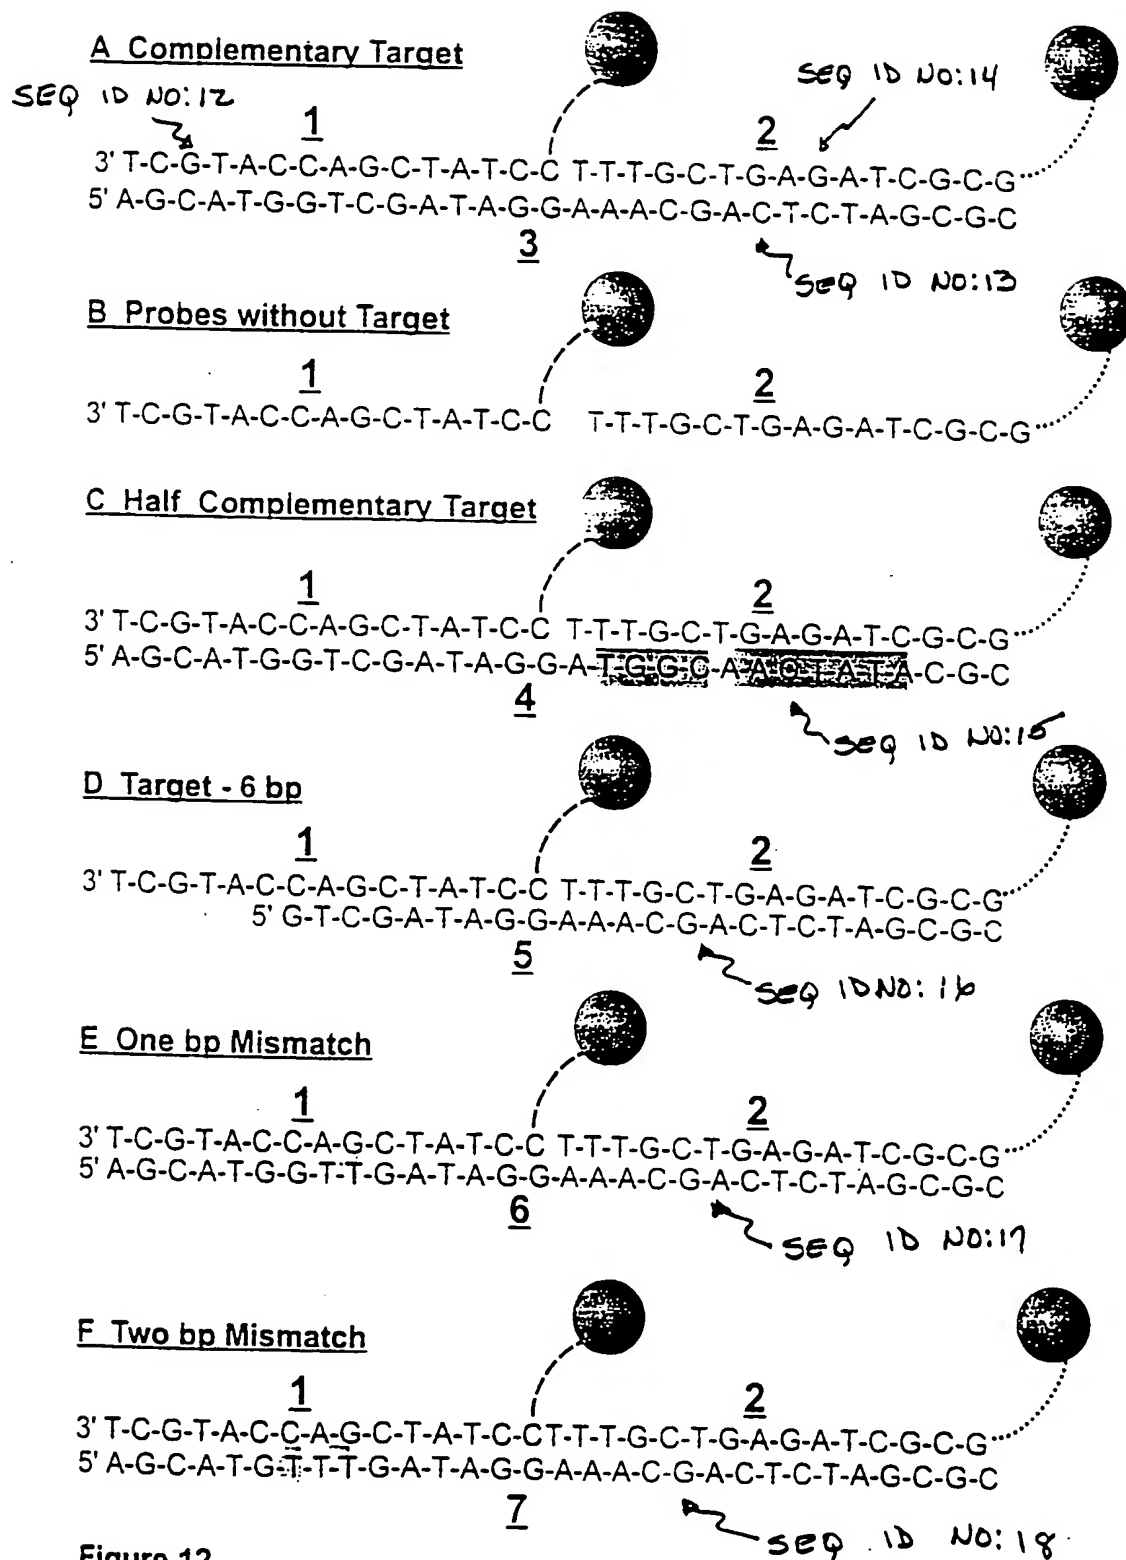 A Complementary Target
SEQ ID NO:12
SEQ ID NO:14
1
2
3' T-C-G-T-A-C-C-A-G-C-T-A-T-C-C T-T-T-G-C-T-G-A-G-A-T-C-G-C-G
5' A-G-C-A-T-G-G-T-C-G-A-T-A-G-G-A-A-A-C-G-A-C-T-C-T-A-G-C-G-C
3
SEQ ID NO:13
B Probes without Target
1
2
3' T-C-G-T-A-C-C-A-G-C-T-A-T-C-C T-T-T-G-C-T-G-A-G-A-T-C-G-C-G
C Half Complementary Target
1
2
3' T-C-G-T-A-C-C-A-G-C-T-A-T-C-C T-T-T-G-C-T-G-A-G-A-T-C-G-C-G
5' A-G-C-A-T-G-G-T-C-G-A-T-A-G-G-A-T-G-G-C-A-A-C-T-A-T-A-C-G-C
4
SEQ ID NO:15
D Target - 6 bp
1
2
3' T-C-G-T-A-C-C-A-G-C-T-A-T-C-C T-T-T-G-C-T-G-A-G-A-T-C-G-C-G
5' G-T-C-G-A-T-A-G-G-A-A-A-C-G-A-C-T-C-T-A-G-C-G-C
5
SEQ ID NO:16
E One bp Mismatch
1
2
3' T-C-G-T-A-C-C-A-G-C-T-A-T-C-C T-T-T-G-C-T-G-A-G-A-T-C-G-C-G
5' A-G-C-A-T-G-G-T-T-G-A-T-A-G-G-A-A-A-C-G-A-C-T-C-T-A-G-C-G-C
6
SEQ ID NO:17
F Two bp Mismatch
1
2
3' T-C-G-T-A-C-C-A-G-C-T-A-T-C-C-T-T-T-G-C-T-G-A-G-A-T-C-G-C-G
5' A-G-C-A-T-G-T-T-T-G-A-T-A-G-G-A-A-A-C-G-A-C-T-C-T-A-G-C-G-C
7
SEQ ID NO:18
Figure 12